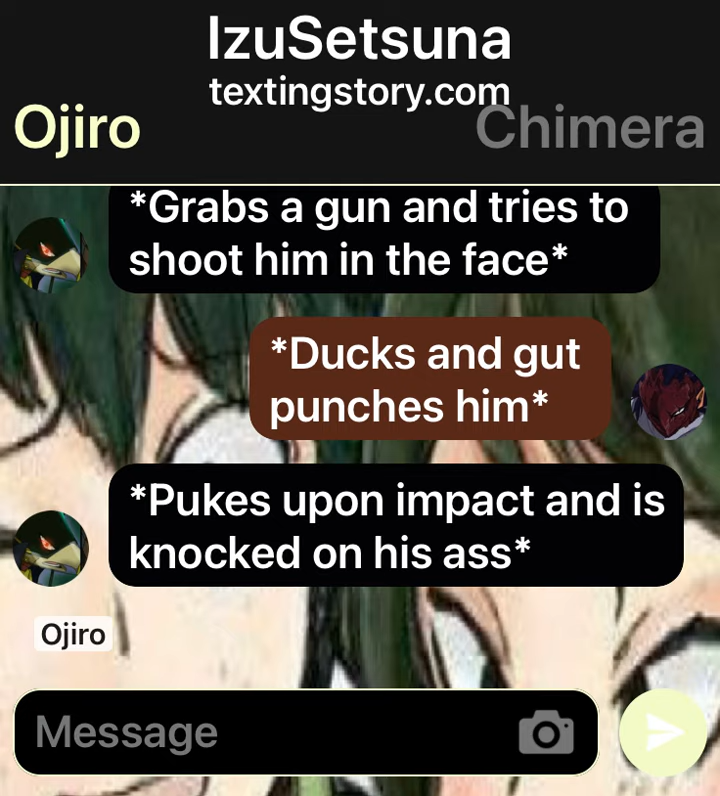 IzuSetsuna
textingstory.com
Ojiro
Chimera
*Grabs a gun and tries to
shoot him in the face*
*Ducks and gut
punches him*
*Pukes upon impact and is
knocked on his ass*
Ojiro
Message